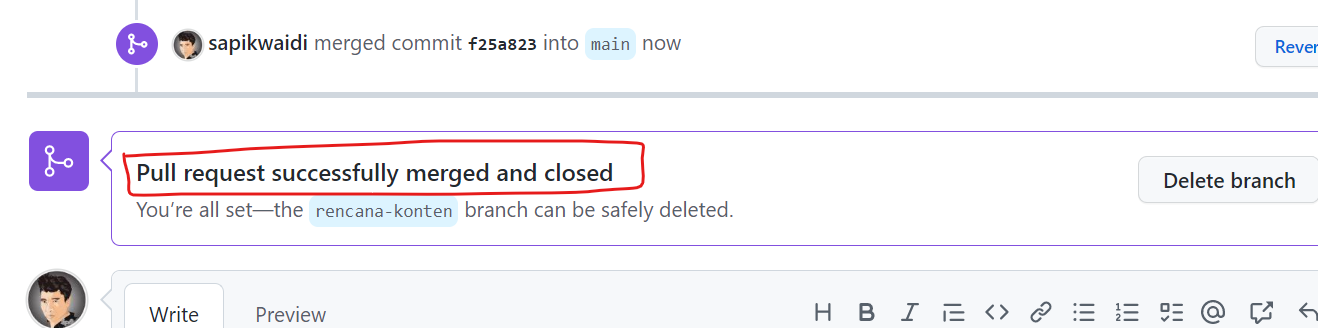 sapikwaidi merged commit f25a823 into main now
Rever
Pull request successfully merged and closed
You're all set—the rencana-konten branch can be safely deleted.
Delete branch
Write
Preview